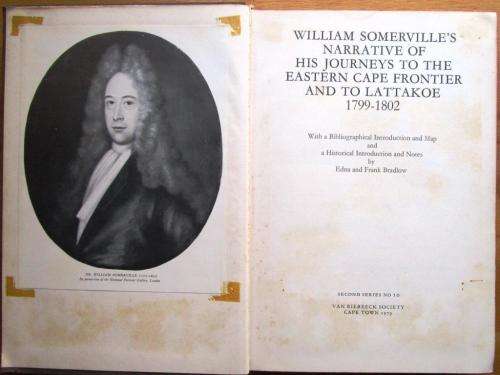 DR. WILLIAM SOMERVILLE
By permission of the National Portrait Gallery, London
WILLIAM SOMERVILLE'S
NARRATIVE OF
HIS JOURNEYS TO THE
EASTERN CAPE FRONTIER
AND TO LATTAKOE
1799-1802
With a Bibliographical Introduction and Map
and
a Historical Introduction and Notes
by
Edna and Frank Bradlow
SECOND SERIES NO 10
VAN RIEBEECK SOCIETY
CAPE TOWN 1979